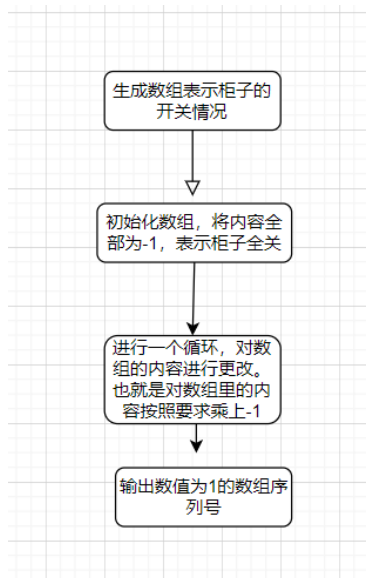 生成数组表示柜子的
开关情况
初始化数组，将内容全
部为-1，表示柜子全关
进行一个循环，对数
组的内容进行更改。
也就是对数组里的内
容按照要求乘上-1
输出数值为1的数组序
列号